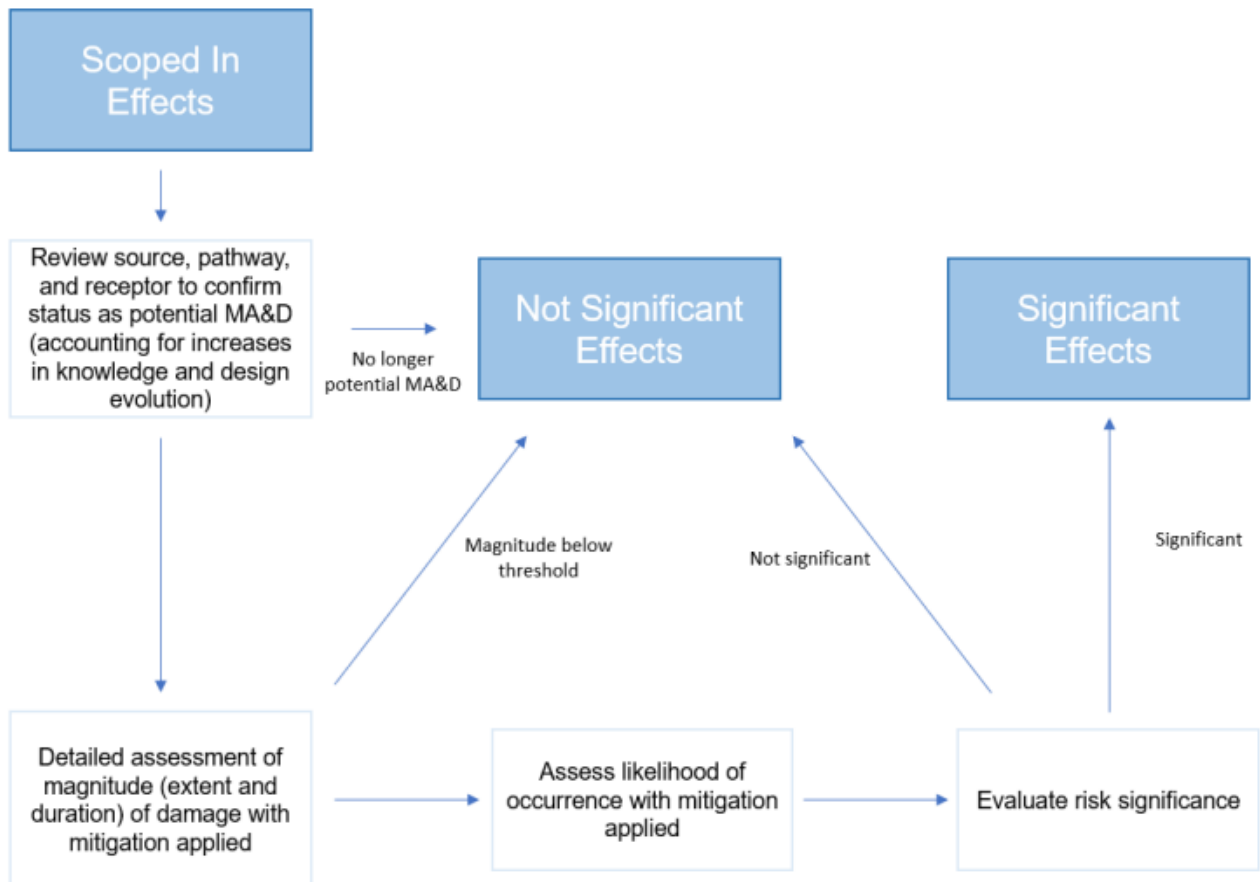 Scoped In
Effects
Review source, pathway,
and receptor to confirm
status as potential MA&D
(accounting for increases
in knowledge and design
evolution)
No longer
potential MA&D
Not Significant
Effects
Significant
Effects
Magnitude below
threshold
Not significant
Significant
Detailed assessment of
magnitude (extent and
duration) of damage with
mitigation applied
Assess likelihood of
occurrence with mitigation
applied
Evaluate risk significance